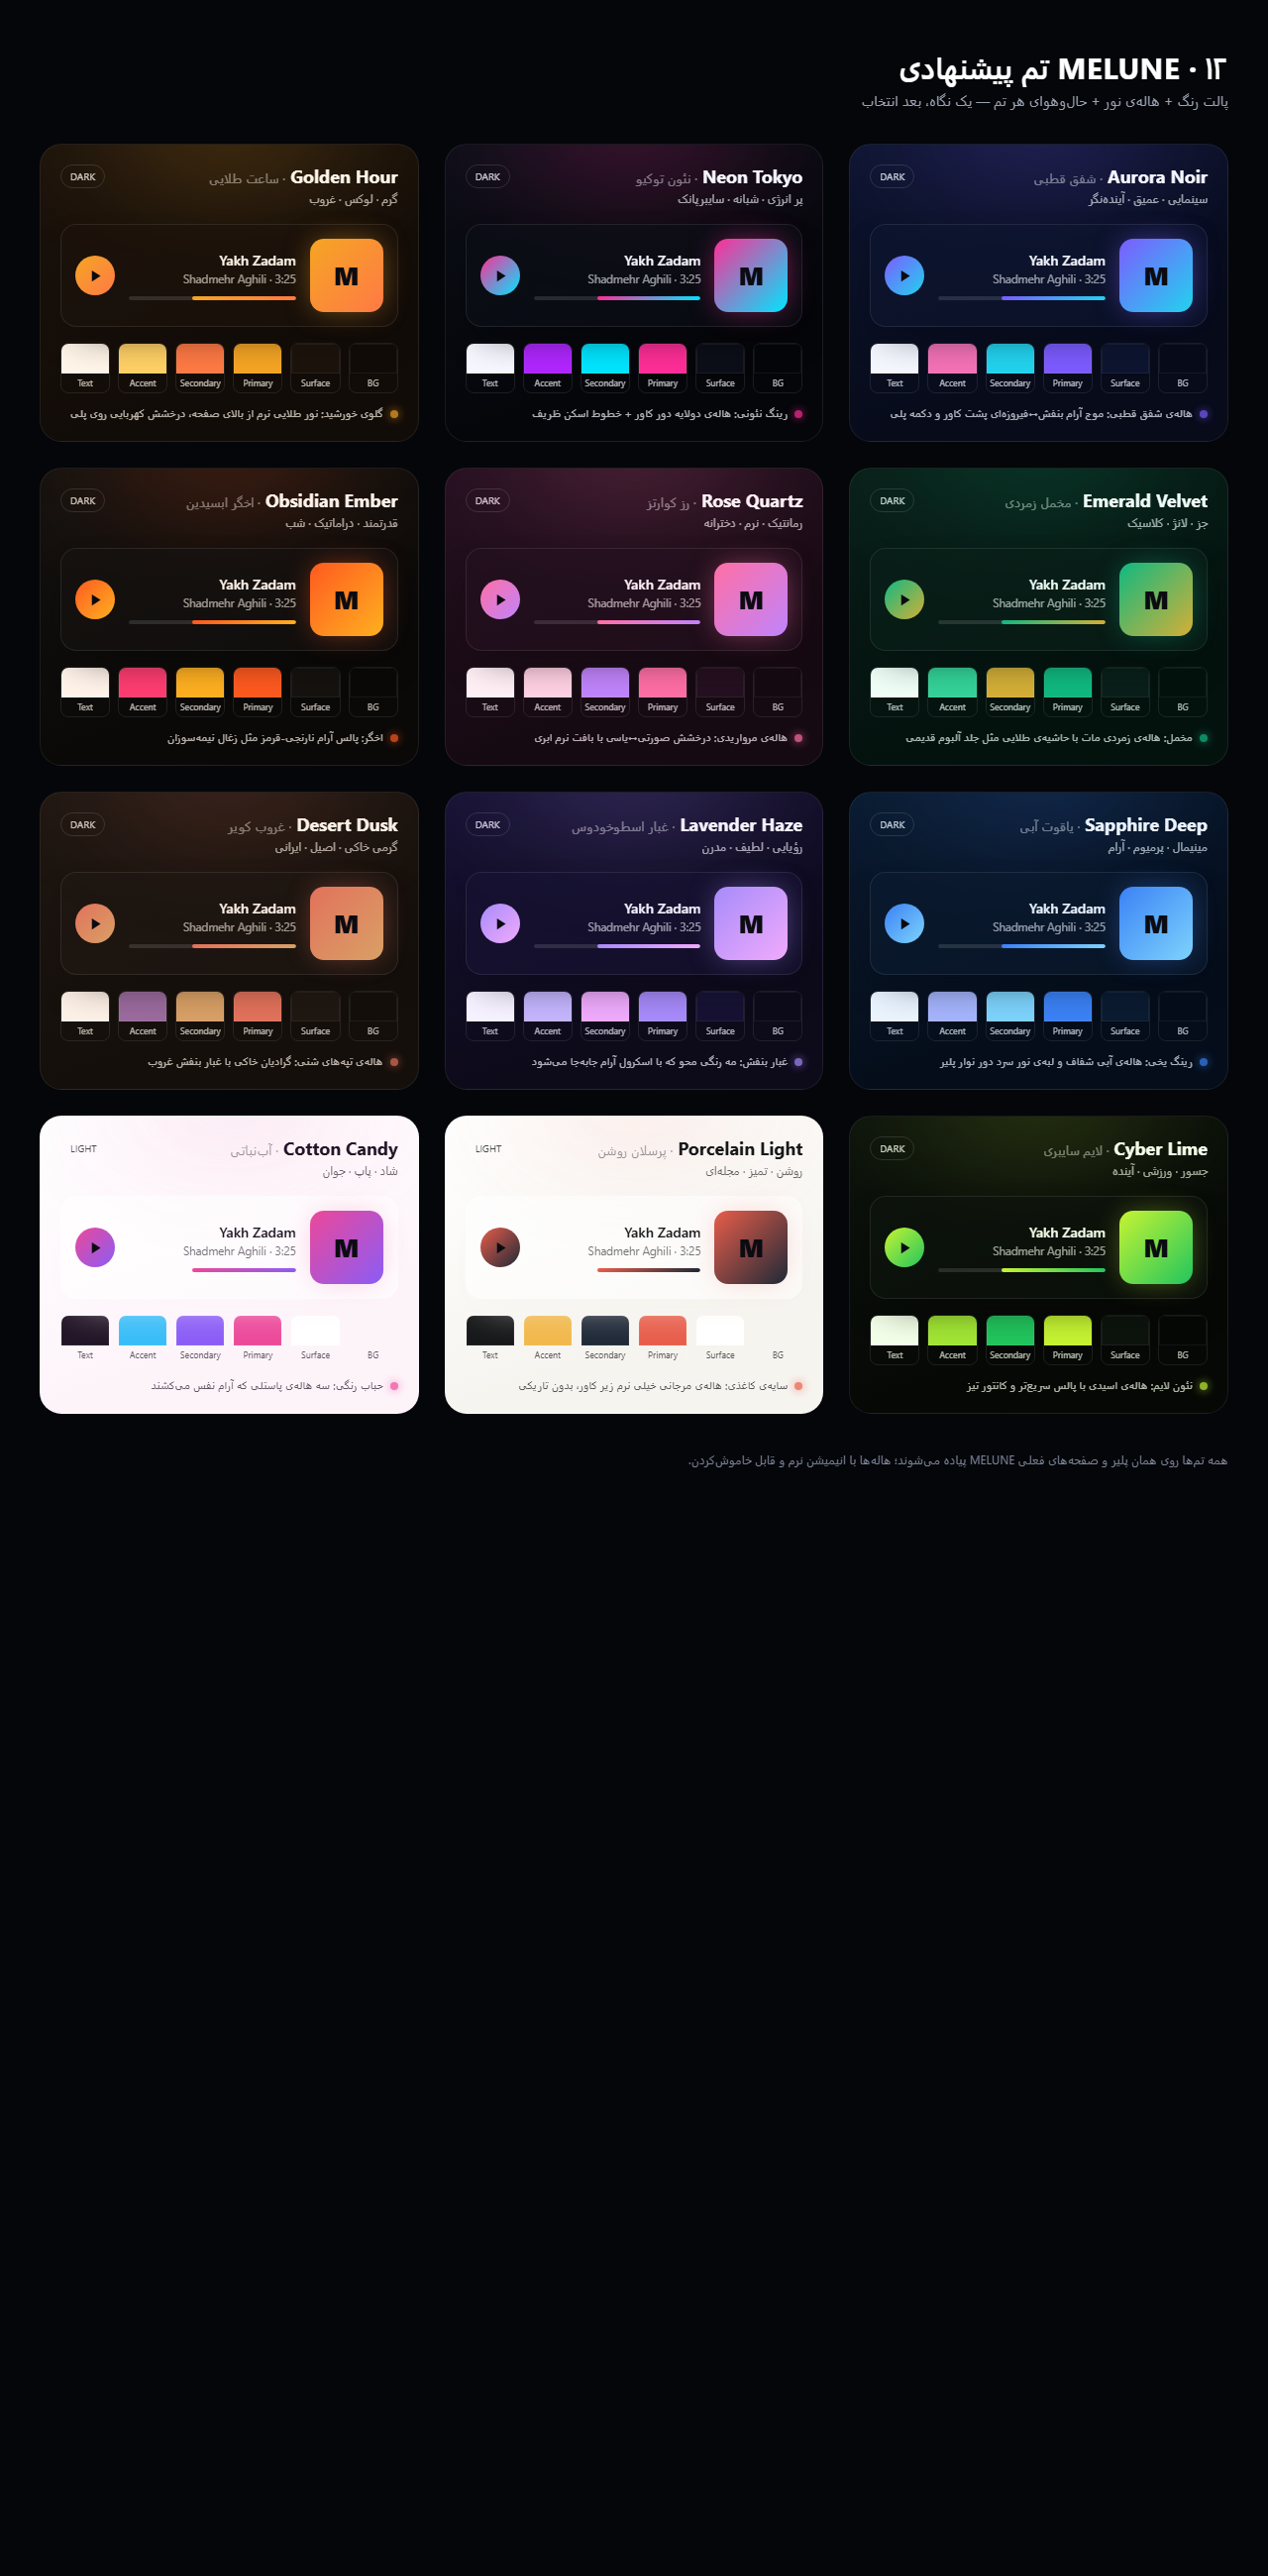 ۱۲ · MELUNE تم پیشنهادی
پالت رنگ + هاله‌ی نور + حال‌وهوای هر تم — یک نگاه، بعد انتخاب
Aurora Noir · شفق قطبی
DARK
سینمایی · عمیق · آینده‌نگر
M
Yakh Zadam
Shadmehr Aghili · 3:25
BG Surface Primary Secondary Accent Text
هاله‌ی شفق قطبی: موج آرام بنفش↔فیروزه‌ای پشت کاور و دکمه پلی
Neon Tokyo · نئون توکیو
DARK
پر انرژی · شبانه · سایبرپانک
M
Yakh Zadam
Shadmehr Aghili · 3:25
BG Surface Primary Secondary Accent Text
رینگ نئونی: هاله‌ی دولایه دور کاور + خطوط اسکن ظریف
Golden Hour · ساعت طلایی
DARK
گرم · لوکس · غروب
M
Yakh Zadam
Shadmehr Aghili · 3:25
BG Surface Primary Secondary Accent Text
گلوی خورشید: نور طلایی نرم از بالای صفحه، درخشش کهربایی روی پلی
Emerald Velvet · مخمل زمردی
DARK
جز · لانژ · کلاسیک
M
Yakh Zadam
Shadmehr Aghili · 3:25
BG Surface Primary Secondary Accent Text
مخمل: هاله‌ی زمردی مات با حاشیه‌ی طلایی مثل جلد آلبوم قدیمی
Rose Quartz · رز کوارتز
DARK
رمانتیک · نرم · دخترانه
M
Yakh Zadam
Shadmehr Aghili · 3:25
BG Surface Primary Secondary Accent Text
هاله‌ی مرواریدی: درخشش صورتی↔یاسی با بافت نرم ابری
Obsidian Ember · اخگر ابسیدین
DARK
قدرتمند · دراماتیک · شب
M
Yakh Zadam
Shadmehr Aghili · 3:25
BG Surface Primary Secondary Accent Text
اخگر: پالس آرام نارنجی-قرمز مثل زغال نیمه‌سوزان
Sapphire Deep · یاقوت آبی
DARK
مینیمال · پرمیوم · آرام
M
Yakh Zadam
Shadmehr Aghili · 3:25
BG Surface Primary Secondary Accent Text
رینگ یخی: هاله‌ی آبی شفاف و لبه‌ی نور سرد دور نوار پلیر
Lavender Haze · غبار اسطوخودوس
DARK
رؤیایی · لطیف · مدرن
M
Yakh Zadam
Shadmehr Aghili · 3:25
BG Surface Primary Secondary Accent Text
غبار بنفش: مه رنگی محو که با اسکرول آرام جابه‌جا می‌شود
Desert Dusk · غروب کویر
DARK
گرمی خاکی · اصیل · ایرانی
M
Yakh Zadam
Shadmehr Aghili · 3:25
BG Surface Primary Secondary Accent Text
هاله‌ی تپه‌های شنی: گرادیان خاکی با غبار بنفش غروب
Cyber Lime · لایم سایبری
DARK
جسور · ورزشی · آینده
M
Yakh Zadam
Shadmehr Aghili · 3:25
BG Surface Primary Secondary Accent Text
نئون لایم: هاله‌ی اسیدی با پالس سریع‌تر و کانتور تیز
Porcelain Light · پرسلان روشن
LIGHT
روشن · تمیز · مجله‌ای
M
Yakh Zadam
Shadmehr Aghili · 3:25
BG Surface Primary Secondary Accent Text
سایه‌ی کاغذی: هاله‌ی مرجانی خیلی نرم زیر کاور، بدون تاریکی
Cotton Candy · آب‌نباتی
LIGHT
شاد · پاپ · جوان
M
Yakh Zadam
Shadmehr Aghili · 3:25
BG Surface Primary Secondary Accent Text
حباب رنگی: سه هاله‌ی پاستلی که آرام نفس می‌کشند
همه تم‌ها روی همان پلیر و صفحه‌های فعلی MELUNE پیاده می‌شوند؛ هاله‌ها با انیمیشن نرم و قابل خاموش‌کردن.